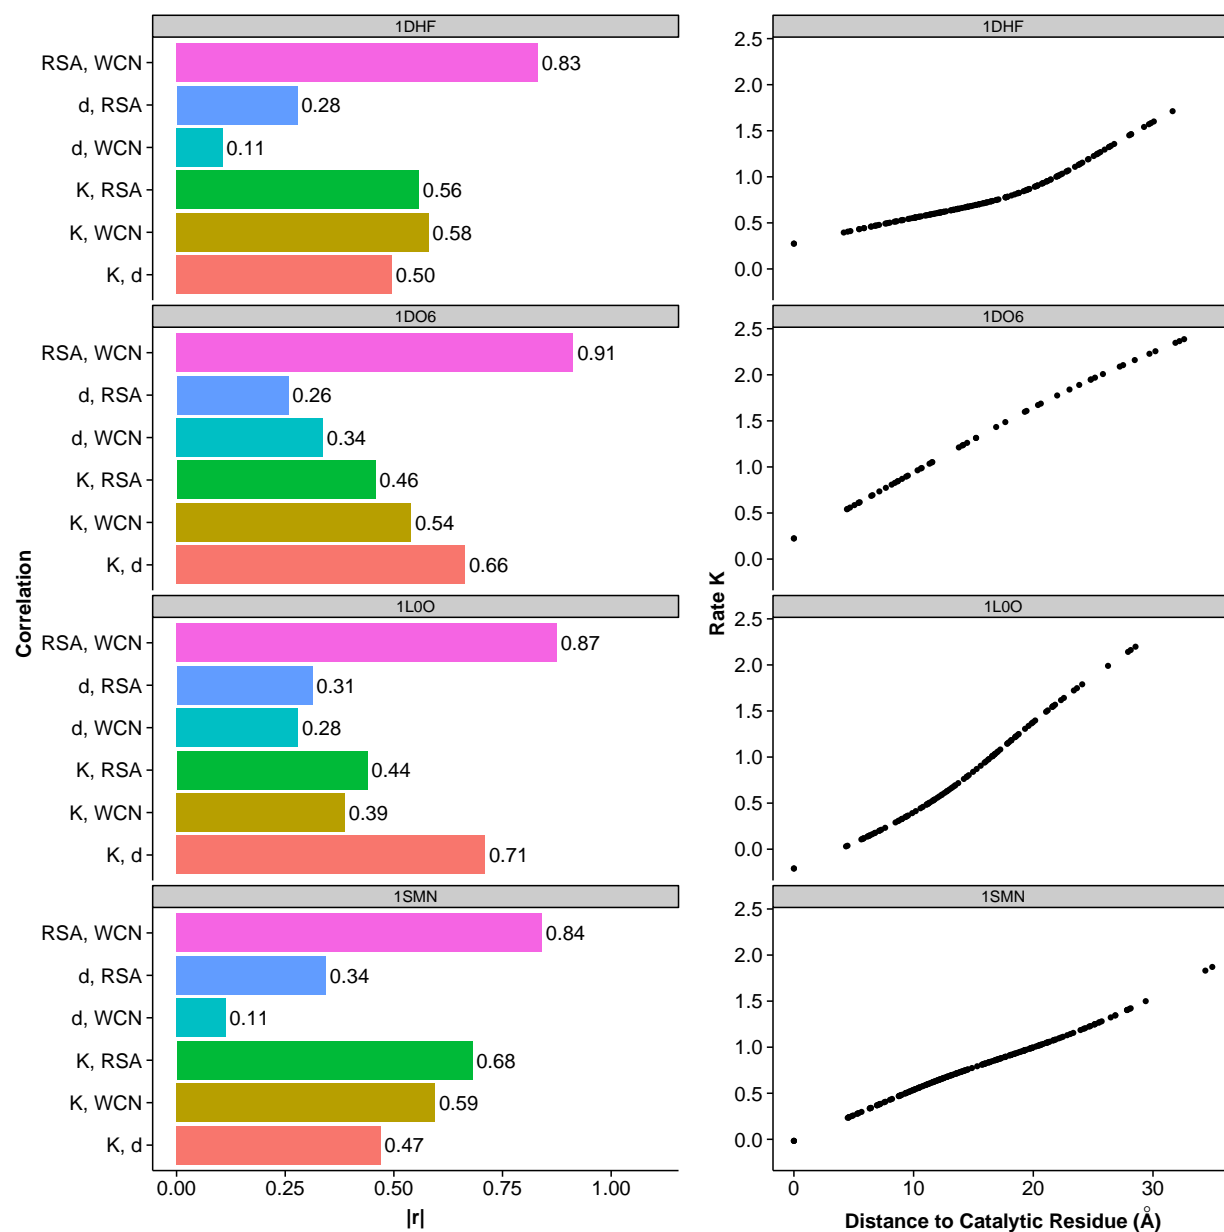 1DHF
RSA, WCN
0.83
d, RSA
0.28
d, WCN
0.11
K, RSA
0.56
K, WCN
0.58
K, d
0.50
1DO6
RSA, WCN
0.91
d, RSA
0.26
d, WCN
0.34
K, RSA
0.46
K, WCN
0.54
K, d
0.66
1L0O
RSA, WCN
0.87
d, RSA
0.31
d, WCN
0.28
K, RSA
0.44
K, WCN
0.39
K, d
0.71
1SMN
RSA, WCN
0.84
d, RSA
0.34
d, WCN
0.11
K, RSA
0.68
K, WCN
0.59
K, d
0.47
0.00 0.25 0.50 0.75 1.00
|r|
Correlation
1DHF
2.5
2.0
1.5
1.0
0.5
0.0
1DO6
2.5
2.0
1.5
1.0
0.5
0.0
1L0O
2.5
2.0
1.5
1.0
0.5
0.0
1SMN
2.5
2.0
1.5
1.0
0.5
0.0
0 10 20 30
Distance to Catalytic Residue (Å)
Rate K